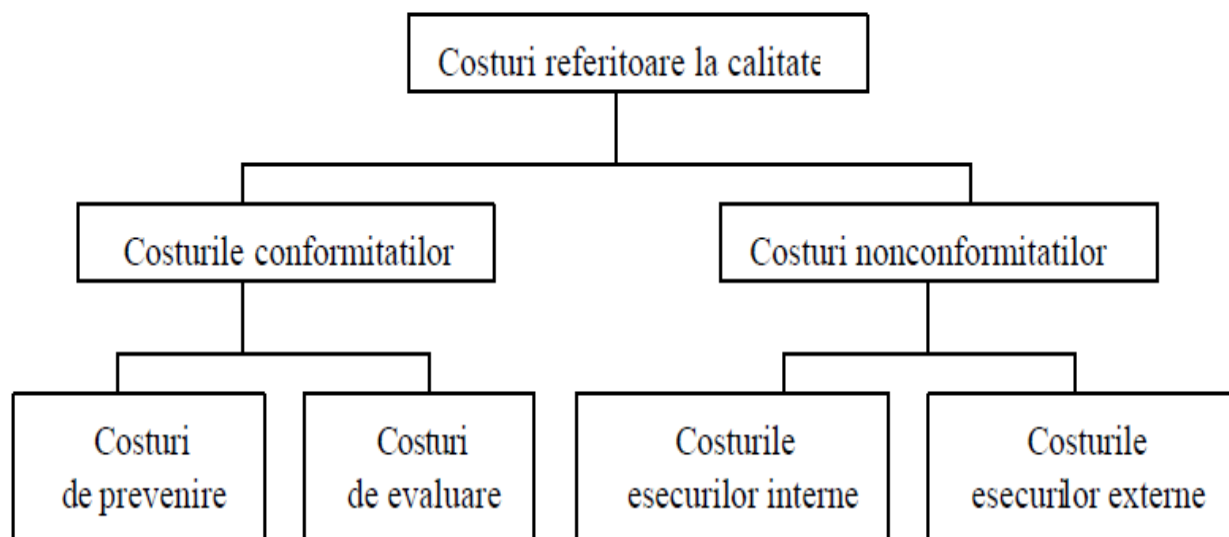 Costuri referitoare la calitate
Costurile conformitatilor
Costuri nonconformitatilor
Costuri
de prevenire
Costuri
de evaluare
Costurile
esecurilor interne
Costurile
esecurilor externe